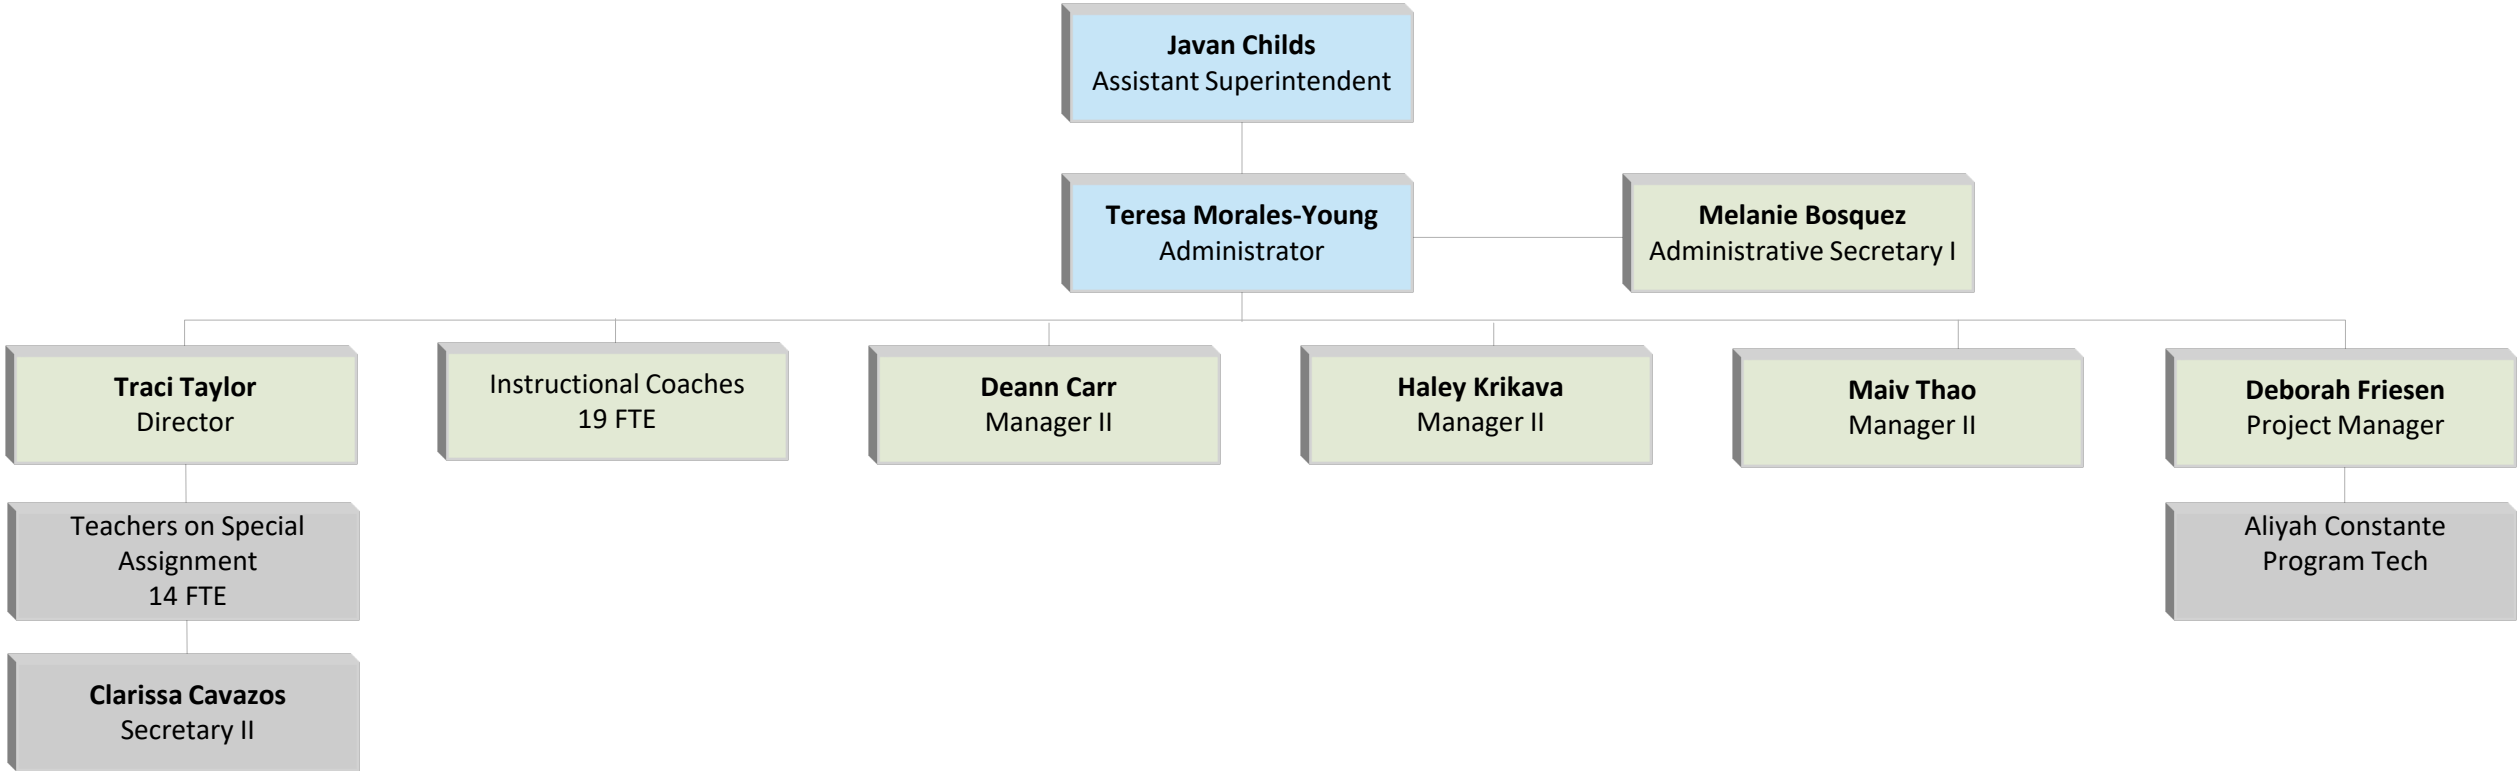 Javan Childs
Assistant Superintendent
Teresa Morales-Young
Administrator
Melanie Bosquez
Administrative Secretary I
Traci Taylor
Director
Instructional Coaches
19 FTE
Deann Carr
Manager II
Haley Krikava
Manager II
Maiv Thao
Manager II
Deborah Friesen
Project Manager
Teachers on Special
Assignment
14 FTE
Aliyah Constante
Program Tech
Clarissa Cavazos
Secretary II